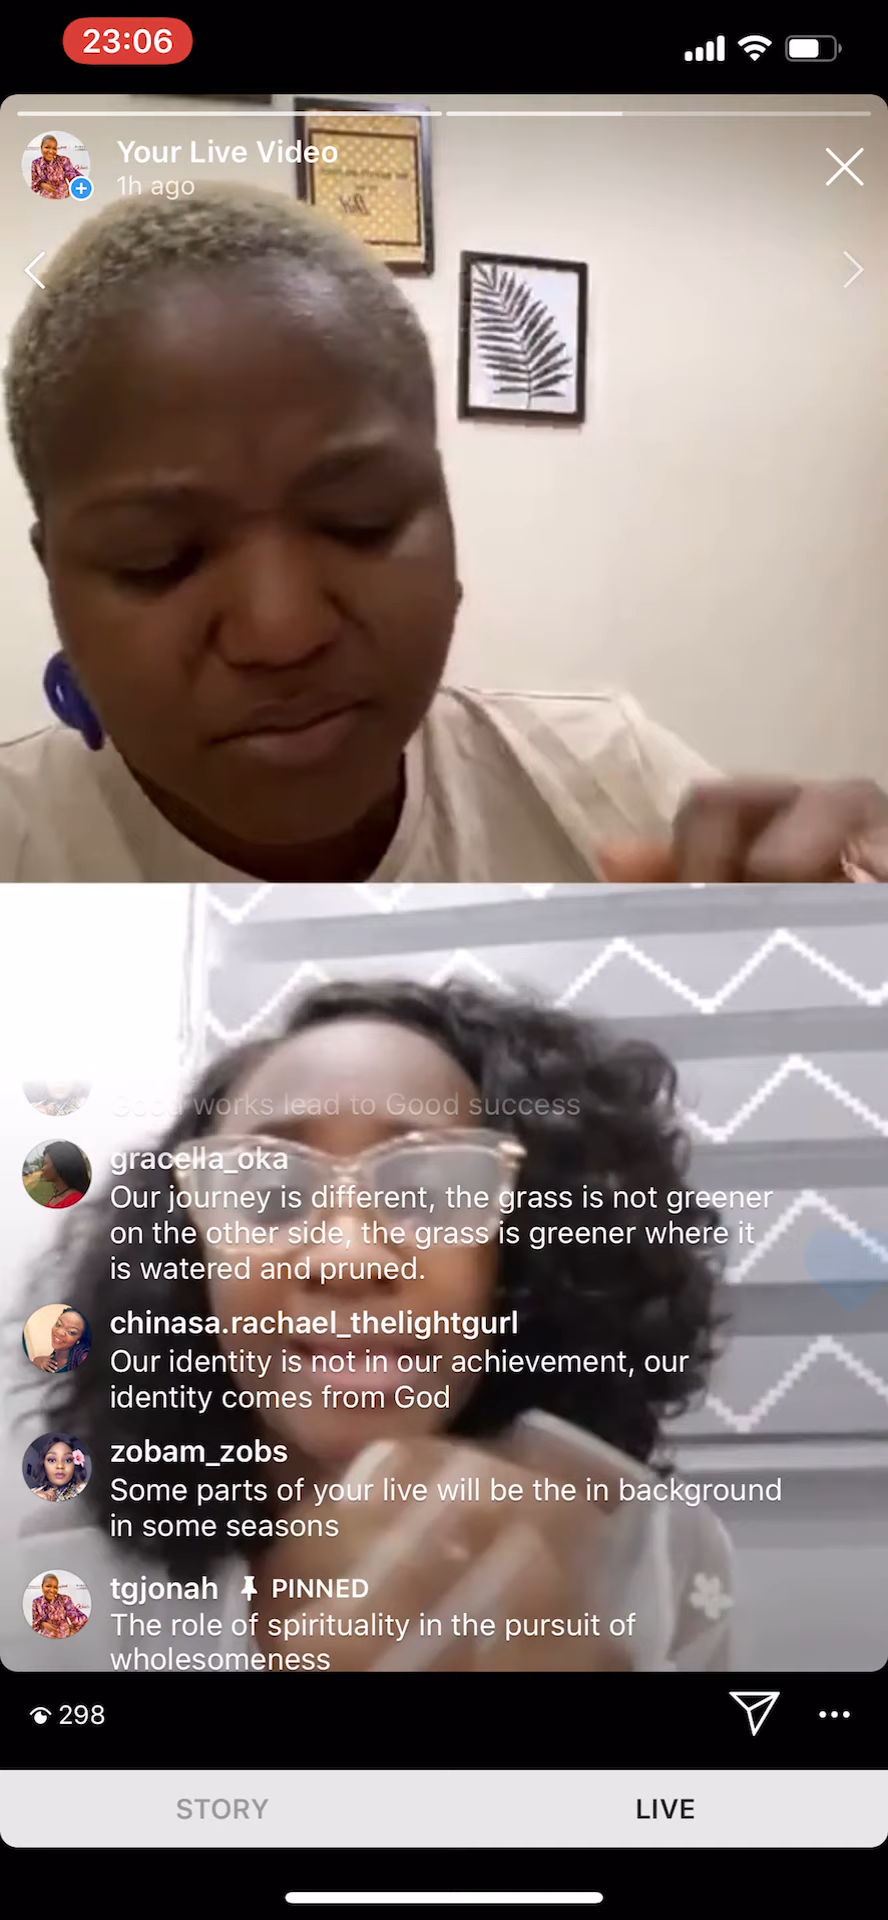 23:06
Your Live Video
1h ago
Good works lead to Good success
gracella_oka
Our journey is different, the grass is not greener
on the other side, the grass is greener where it
is watered and pruned.
chinasa.rachael_thelightgurl
Our identity is not in our achievement, our
identity comes from God
zobam_zobs
Some parts of your live will be the in background
in some seasons
tgjonah PINNED
The role of spirituality in the pursuit of
wholesomeness
298
STORY
LIVE